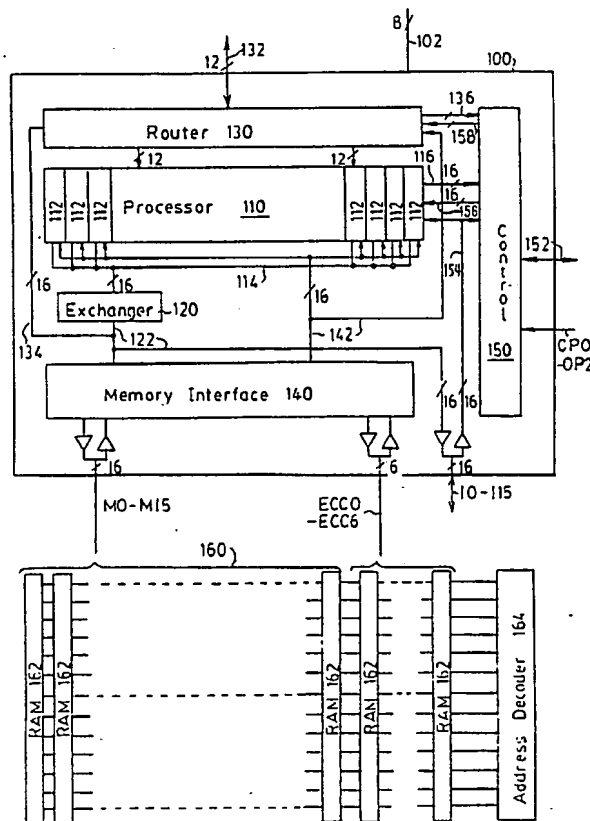 B
102
132
12
100
Router 130
136
158
12
12
116
16
112
112
112
Processor 110
112
112
112
112
16
156
154
16
16
114
16
Exchanger 120
134
122
142
Control
150
152
CP0
-OP2
Memory Interface 140
16
6
16
16
16
M0-M15
ECC0
-ECC6
I0-I15
160
RAM 162
RAM 162
RAM 162
RAM 162
RAM 162
Address Decoder 164